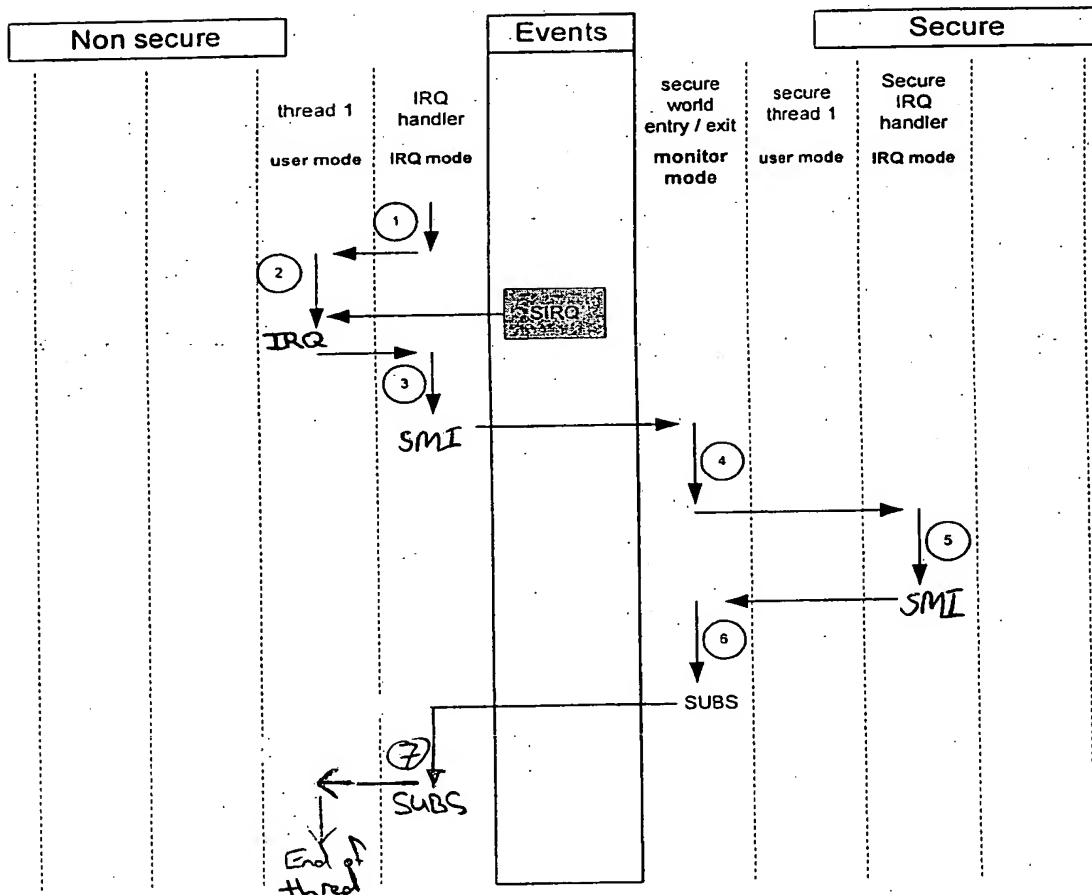 Non secure
Events
Secure
thread 1
user mode
IRQ
handler
IRQ mode
secure
world
entry / exit
monitor
mode
secure
thread 1
user mode
Secure
IRQ
handler
IRQ mode
1
2
SIRQ
IRQ
3
SMI
4
5
SMI
6
SUBS
7
SUBS
End of
thread